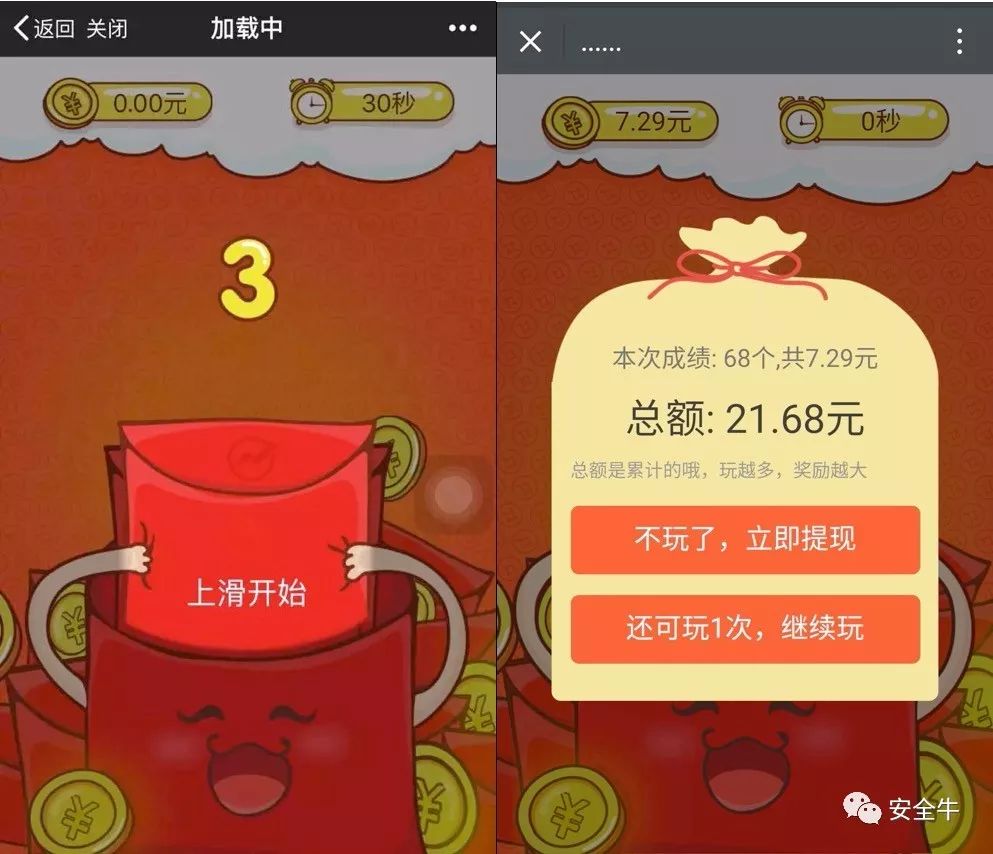 返回 关闭
加载中
0.00元
30秒
3
上滑开始
......
7.29元
0秒
本次成绩: 68个,共7.29元
总额: 21.68元
总额是累计的哦，玩越多，奖励越大
不玩了，立即提现
还可玩1次，继续玩
安全牛